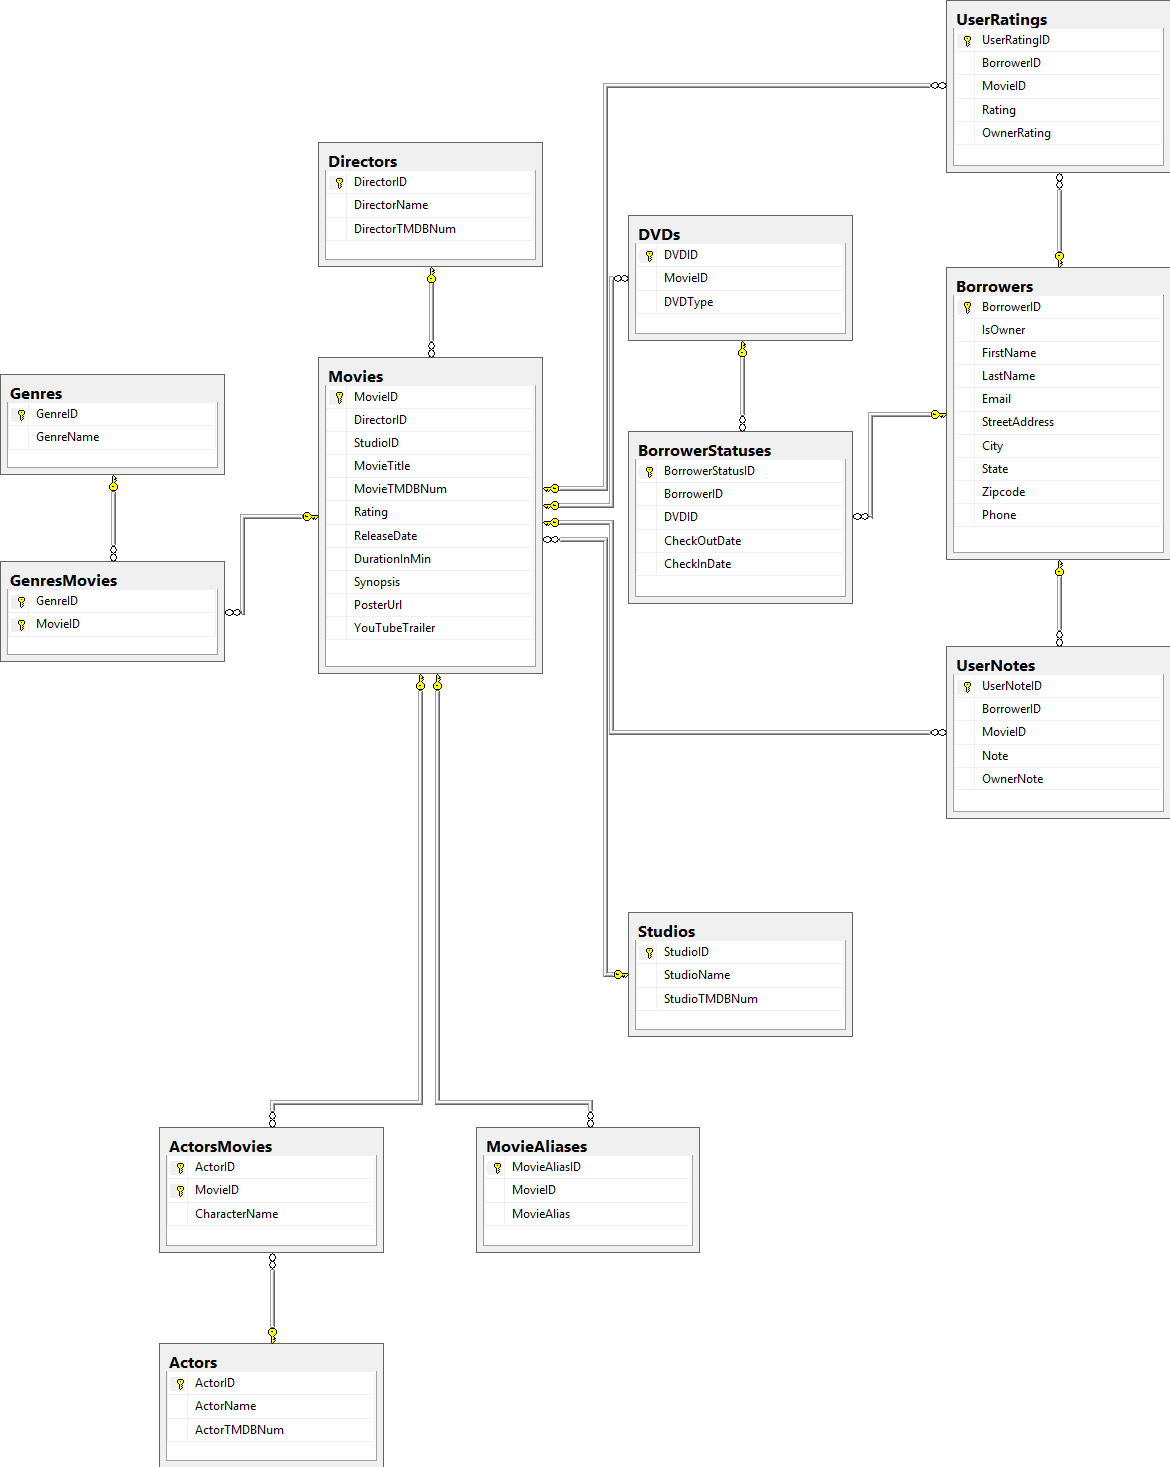 UserRatings
UserRatingID
BorrowerID
MovieID
Rating
OwnerRating
Directors
DirectorID
DirectorName
DirectorTMDBNum
DVDs
DVDID
MovieID
DVDType
Borrowers
BorrowerID
IsOwner
FirstName
LastName
Email
StreetAddress
City
State
Zipcode
Phone
Movies
MovieID
DirectorID
StudioID
MovieTitle
MovieTMDBNum
Rating
ReleaseDate
DurationInMin
Synopsis
PosterUrl
YouTubeTrailer
Genres
GenreID
GenreName
BorrowerStatuses
BorrowerStatusID
BorrowerID
DVDID
CheckOutDate
CheckInDate
GenresMovies
GenreID
MovieID
UserNotes
UserNoteID
BorrowerID
MovieID
Note
OwnerNote
Studios
StudioID
StudioName
StudioTMDBNum
ActorsMovies
ActorID
MovieID
CharacterName
MovieAliases
MovieAliasID
MovieID
MovieAlias
Actors
ActorID
ActorName
ActorTMDBNum